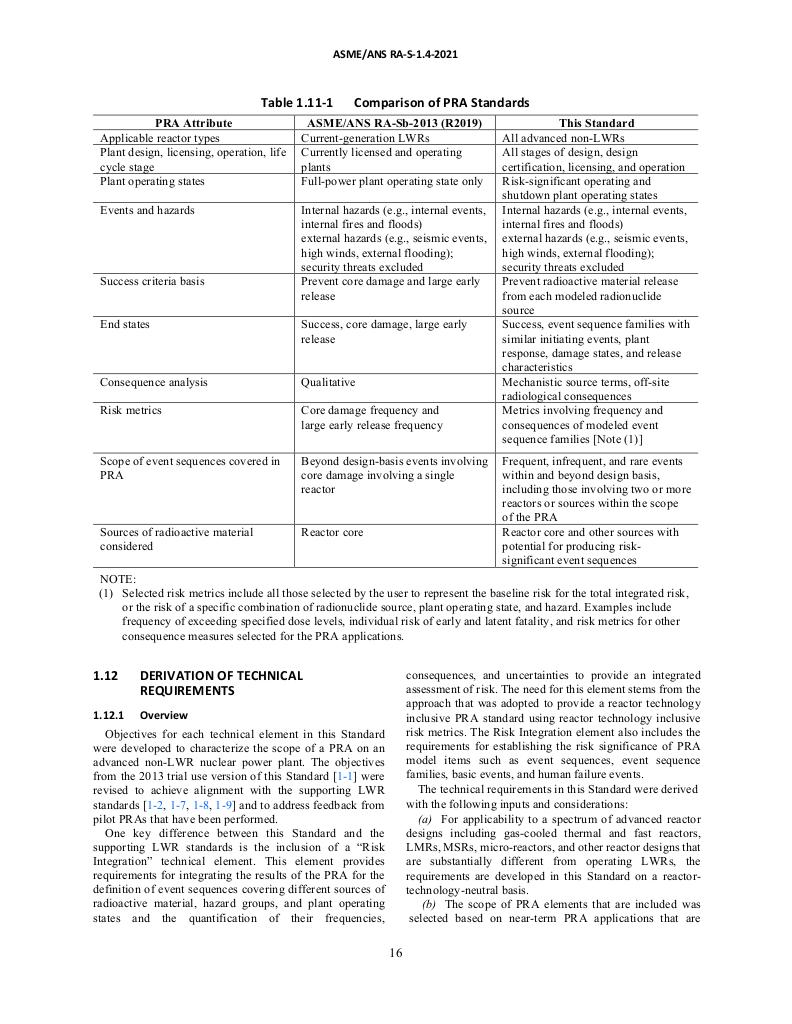 ASME/ANS RA-S-1.4-2021
Table 1.11-1 Comparison of PRA Standards
PRA Attribute
ASME/ANS RA-Sb-2013 (R2019)
This Standard
Applicable reactor types
Current-generation LWRs
All advanced non-LWRs
Plant design, licensing, operation, life
cycle stage
Currently licensed and operating
plants
All stages of design, design
certification, licensing, and operation
Plant operating states
Full-power plant operating state only
Risk-significant operating and
shutdown plant operating states
Events and hazards
Internal hazards (e.g., internal events,
internal fires and floods)
external hazards (e.g., seismic events,
high winds, external flooding);
security threats excluded
Internal hazards (e.g., internal events,
internal fires and floods)
external hazards (e.g., seismic events,
high winds, external flooding);
security threats excluded
Success criteria basis
Prevent core damage and large early
release
Prevent radioactive material release
from each modeled radionuclide
source
End states
Success, core damage, large early
release
Success, event sequence families with
similar initiating events, plant
response, damage states, and release
characteristics
Consequence analysis
Qualitative
Mechanistic source terms, off-site
radiological consequences
Risk metrics
Core damage frequency and
large early release frequency
Metrics involving frequency and
consequences of modeled event
sequence families [Note (1)]
Scope of event sequences covered in
PRA
Beyond design-basis events involving
core damage involving a single
reactor
Frequent, infrequent, and rare events
within and beyond design basis,
including those involving two or more
reactors or sources within the scope
of the PRA
Sources of radioactive material
considered
Reactor core
Reactor core and other sources with
potential for producing risk-
significant event sequences
NOTE:
(1) Selected risk metrics include all those selected by the user to represent the baseline risk for the total integrated risk,
or the risk of a specific combination of radionuclide source, plant operating state, and hazard. Examples include
frequency of exceeding specified dose levels, individual risk of early and latent fatality, and risk metrics for other
consequence measures selected for the PRA applications.
1.12 DERIVATION OF TECHNICAL
REQUIREMENTS
1.12.1 Overview
Objectives for each technical element in this Standard
were developed to characterize the scope of a PRA on an
advanced non-LWR nuclear power plant. The objectives
from the 2013 trial use version of this Standard [1-1] were
revised to achieve alignment with the supporting LWR
standards [1-2, 1-7, 1-8, 1-9] and to address feedback from
pilot PRAs that have been performed.
One key difference between this Standard and the
supporting LWR standards is the inclusion of a “Risk
Integration” technical element. This element provides
requirements for integrating the results of the PRA for the
definition of event sequences covering different sources of
radioactive material, hazard groups, and plant operating
states and the quantification of their frequencies,
consequences, and uncertainties to provide an integrated
assessment of risk. The need for this element stems from the
approach that was adopted to provide a reactor technology
inclusive PRA standard using reactor technology inclusive
risk metrics. The Risk Integration element also includes the
requirements for establishing the risk significance of PRA
model items such as event sequences, event sequence
families, basic events, and human failure events.
The technical requirements in this Standard were derived
with the following inputs and considerations:
(a) For applicability to a spectrum of advanced reactor
designs including gas-cooled thermal and fast reactors,
LMRs, MSRs, micro-reactors, and other reactor designs that
are substantially different from operating LWRs, the
requirements are developed in this Standard on a reactor-
technology-neutral basis.
(b) The scope of PRA elements that are included was
selected based on near-term PRA applications that are
16